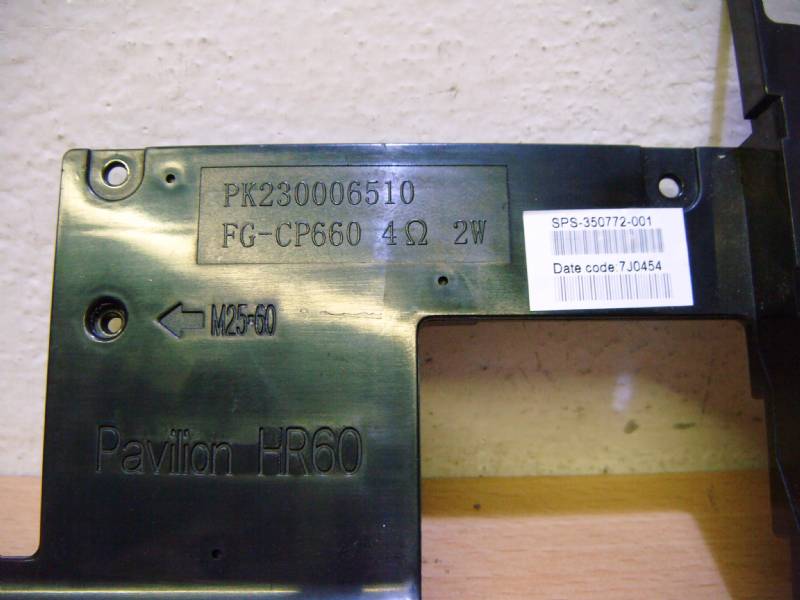 PK230006510
FG-CP660 4Ω 2W
SPS-350772-001
Date code:7J0454
M25*60
Pavilion HR60